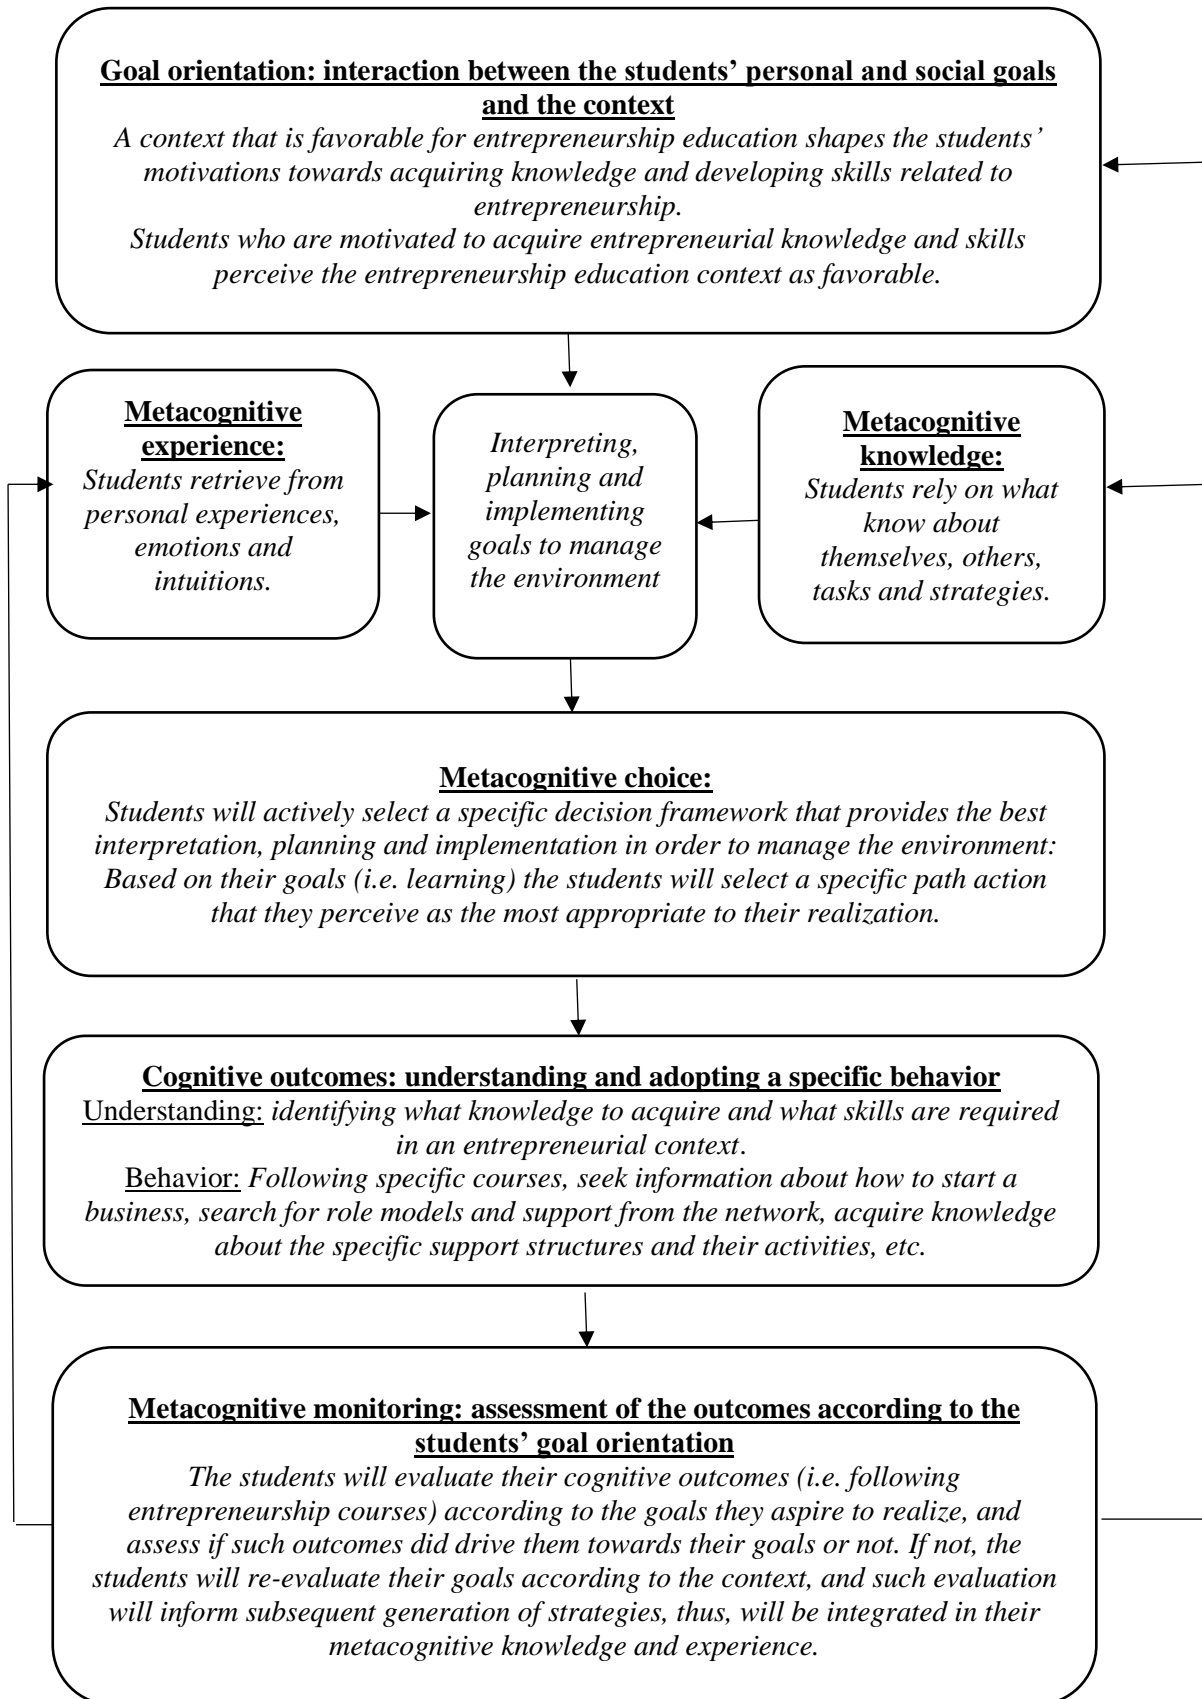 Goal orientation: interaction between the students’ personal and social goals
and the context
A context that is favorable for entrepreneurship education shapes the students’
motivations towards acquiring knowledge and developing skills related to
entrepreneurship.
Students who are motivated to acquire entrepreneurial knowledge and skills
perceive the entrepreneurship education context as favorable.
Metacognitive
experience:
Students retrieve from
personal experiences,
emotions and
intuitions.
Interpreting,
planning and
implementing
goals to manage
the environment
Metacognitive
knowledge:
Students rely on what
know about
themselves, others,
tasks and strategies.
Metacognitive choice:
Students will actively select a specific decision framework that provides the best
interpretation, planning and implementation in order to manage the environment:
Based on their goals (i.e. learning) the students will select a specific path action
that they perceive as the most appropriate to their realization.
Cognitive outcomes: understanding and adopting a specific behavior
Understanding: identifying what knowledge to acquire and what skills are required
in an entrepreneurial context.
Behavior: Following specific courses, seek information about how to start a
business, search for role models and support from the network, acquire knowledge
about the specific support structures and their activities, etc.
Metacognitive monitoring: assessment of the outcomes according to the
students’ goal orientation
The students will evaluate their cognitive outcomes (i.e. following
entrepreneurship courses) according to the goals they aspire to realize, and
assess if such outcomes did drive them towards their goals or not. If not, the
students will re-evaluate their goals according to the context, and such evaluation
will inform subsequent generation of strategies, thus, will be integrated in their
metacognitive knowledge and experience.